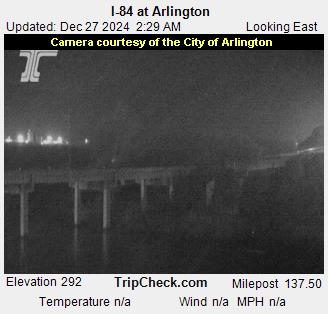 I-84 at Arlington
Updated: Dec 27 2024 2:29 AM Looking East
Camera courtesy of the City of Arlington
Elevation 292 TripCheck.com Milepost 137.50
Temperature n/a Wind n/a MPH n/a